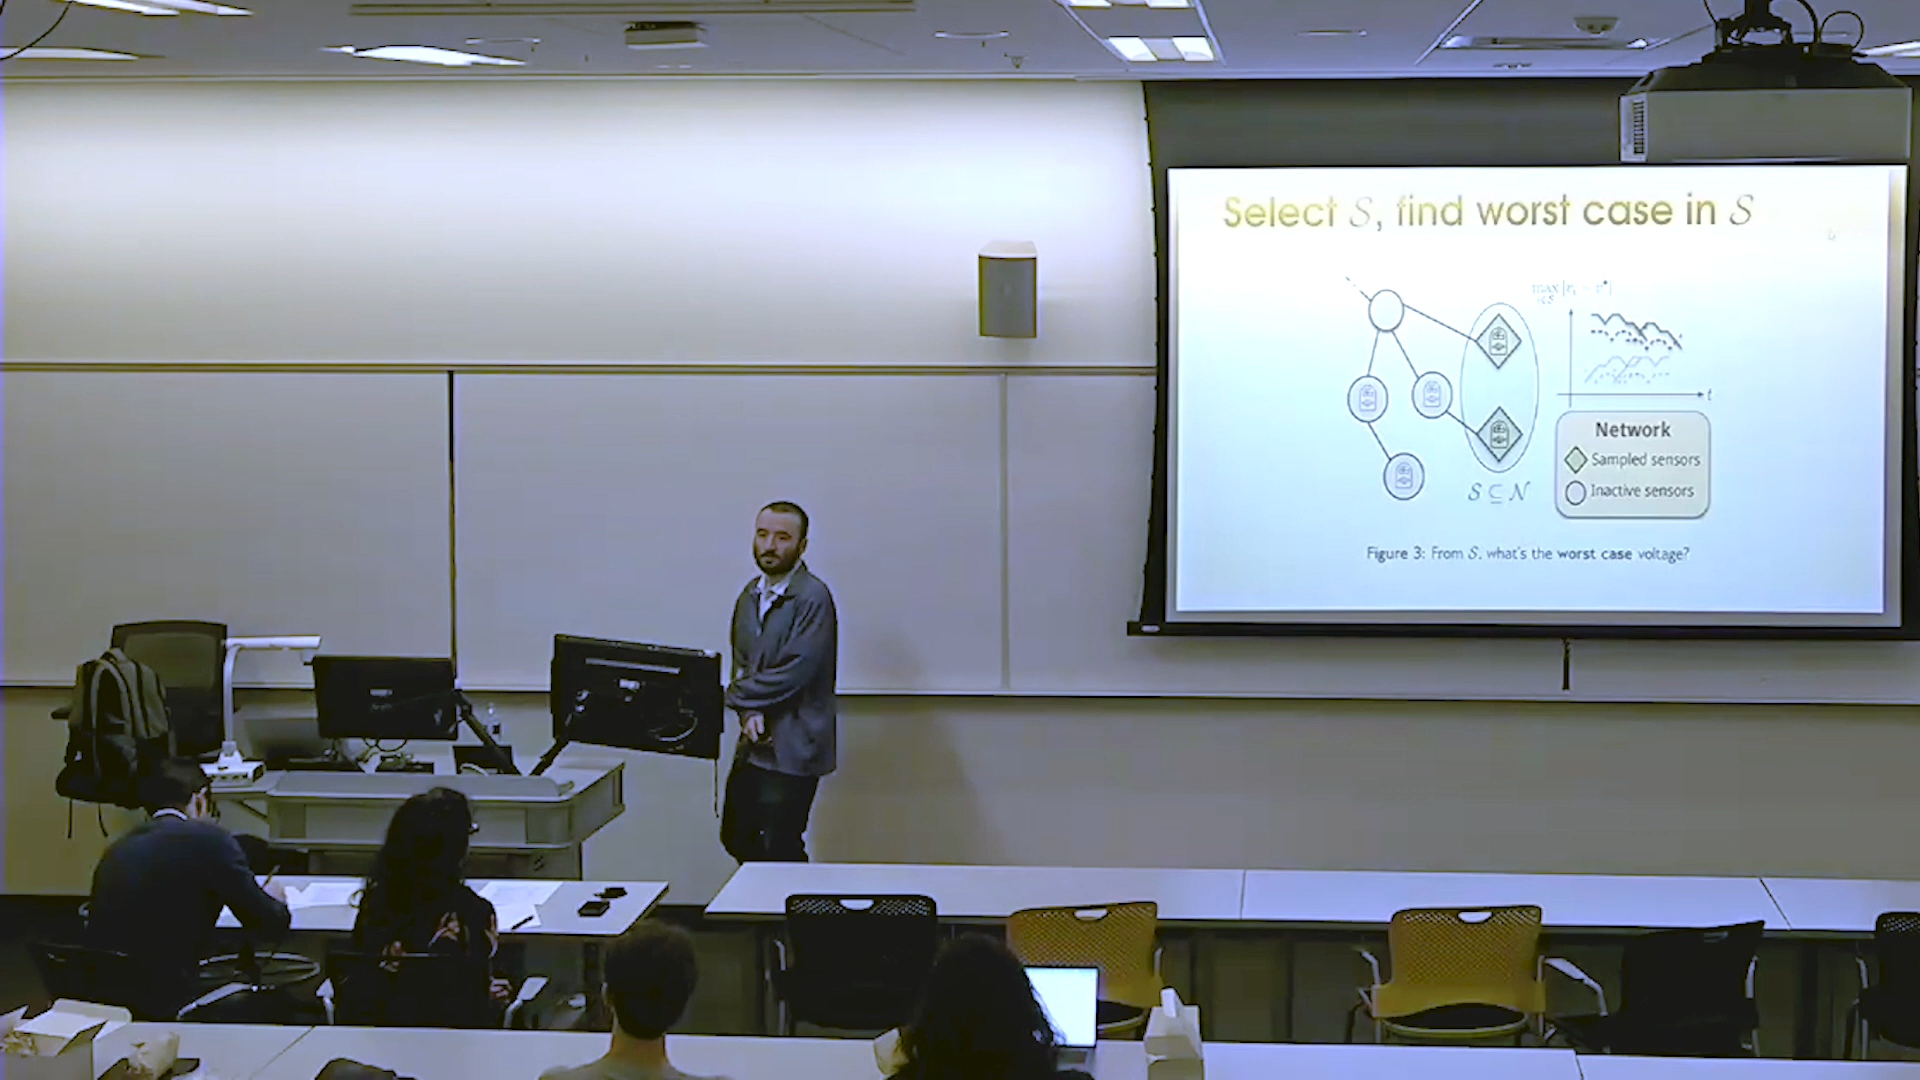 Select 𝒮, find worst case in 𝒮
t
Network
Sampled sensors
Inactive sensors
𝒮 ⊆ 𝒩
Figure 3: From 𝒮, what's the worst case voltage?